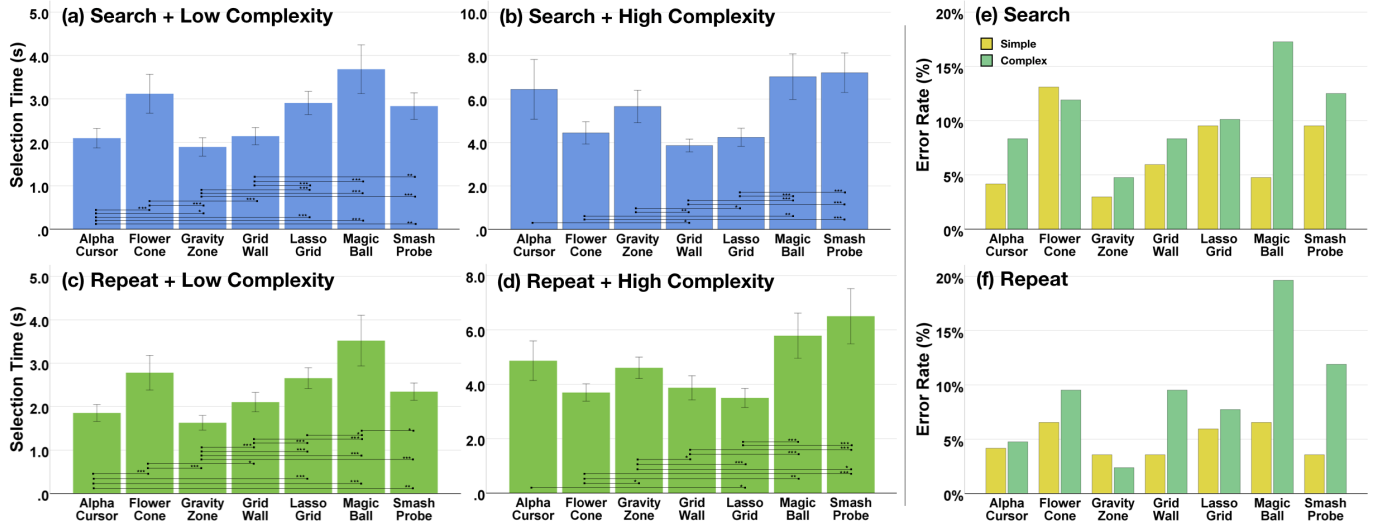 (a) Search + Low Complexity
Selection Time (s)
5.0
4.0
3.0
2.0
1.0
.0
Alpha Cursor
Flower Cone
Gravity Zone
Grid Wall
Lasso Grid
Magic Ball
Smash Probe
(b) Search + High Complexity
10.0
8.0
6.0
4.0
2.0
.0
Alpha Cursor
Flower Cone
Gravity Zone
Grid Wall
Lasso Grid
Magic Ball
Smash Probe
(e) Search
Simple
Complex
Error Rate (%)
20%
15%
10%
5%
0%
Alpha Cursor
Flower Cone
Gravity Zone
Grid Wall
Lasso Grid
Magic Ball
Smash Probe
(c) Repeat + Low Complexity
Selection Time (s)
5.0
4.0
3.0
2.0
1.0
.0
Alpha Cursor
Flower Cone
Gravity Zone
Grid Wall
Lasso Grid
Magic Ball
Smash Probe
(d) Repeat + High Complexity
8.0
6.0
4.0
2.0
.0
Alpha Cursor
Flower Cone
Gravity Zone
Grid Wall
Lasso Grid
Magic Ball
Smash Probe
(f) Repeat
Error Rate (%)
20%
15%
10%
5%
0%
Alpha Cursor
Flower Cone
Gravity Zone
Grid Wall
Lasso Grid
Magic Ball
Smash Probe